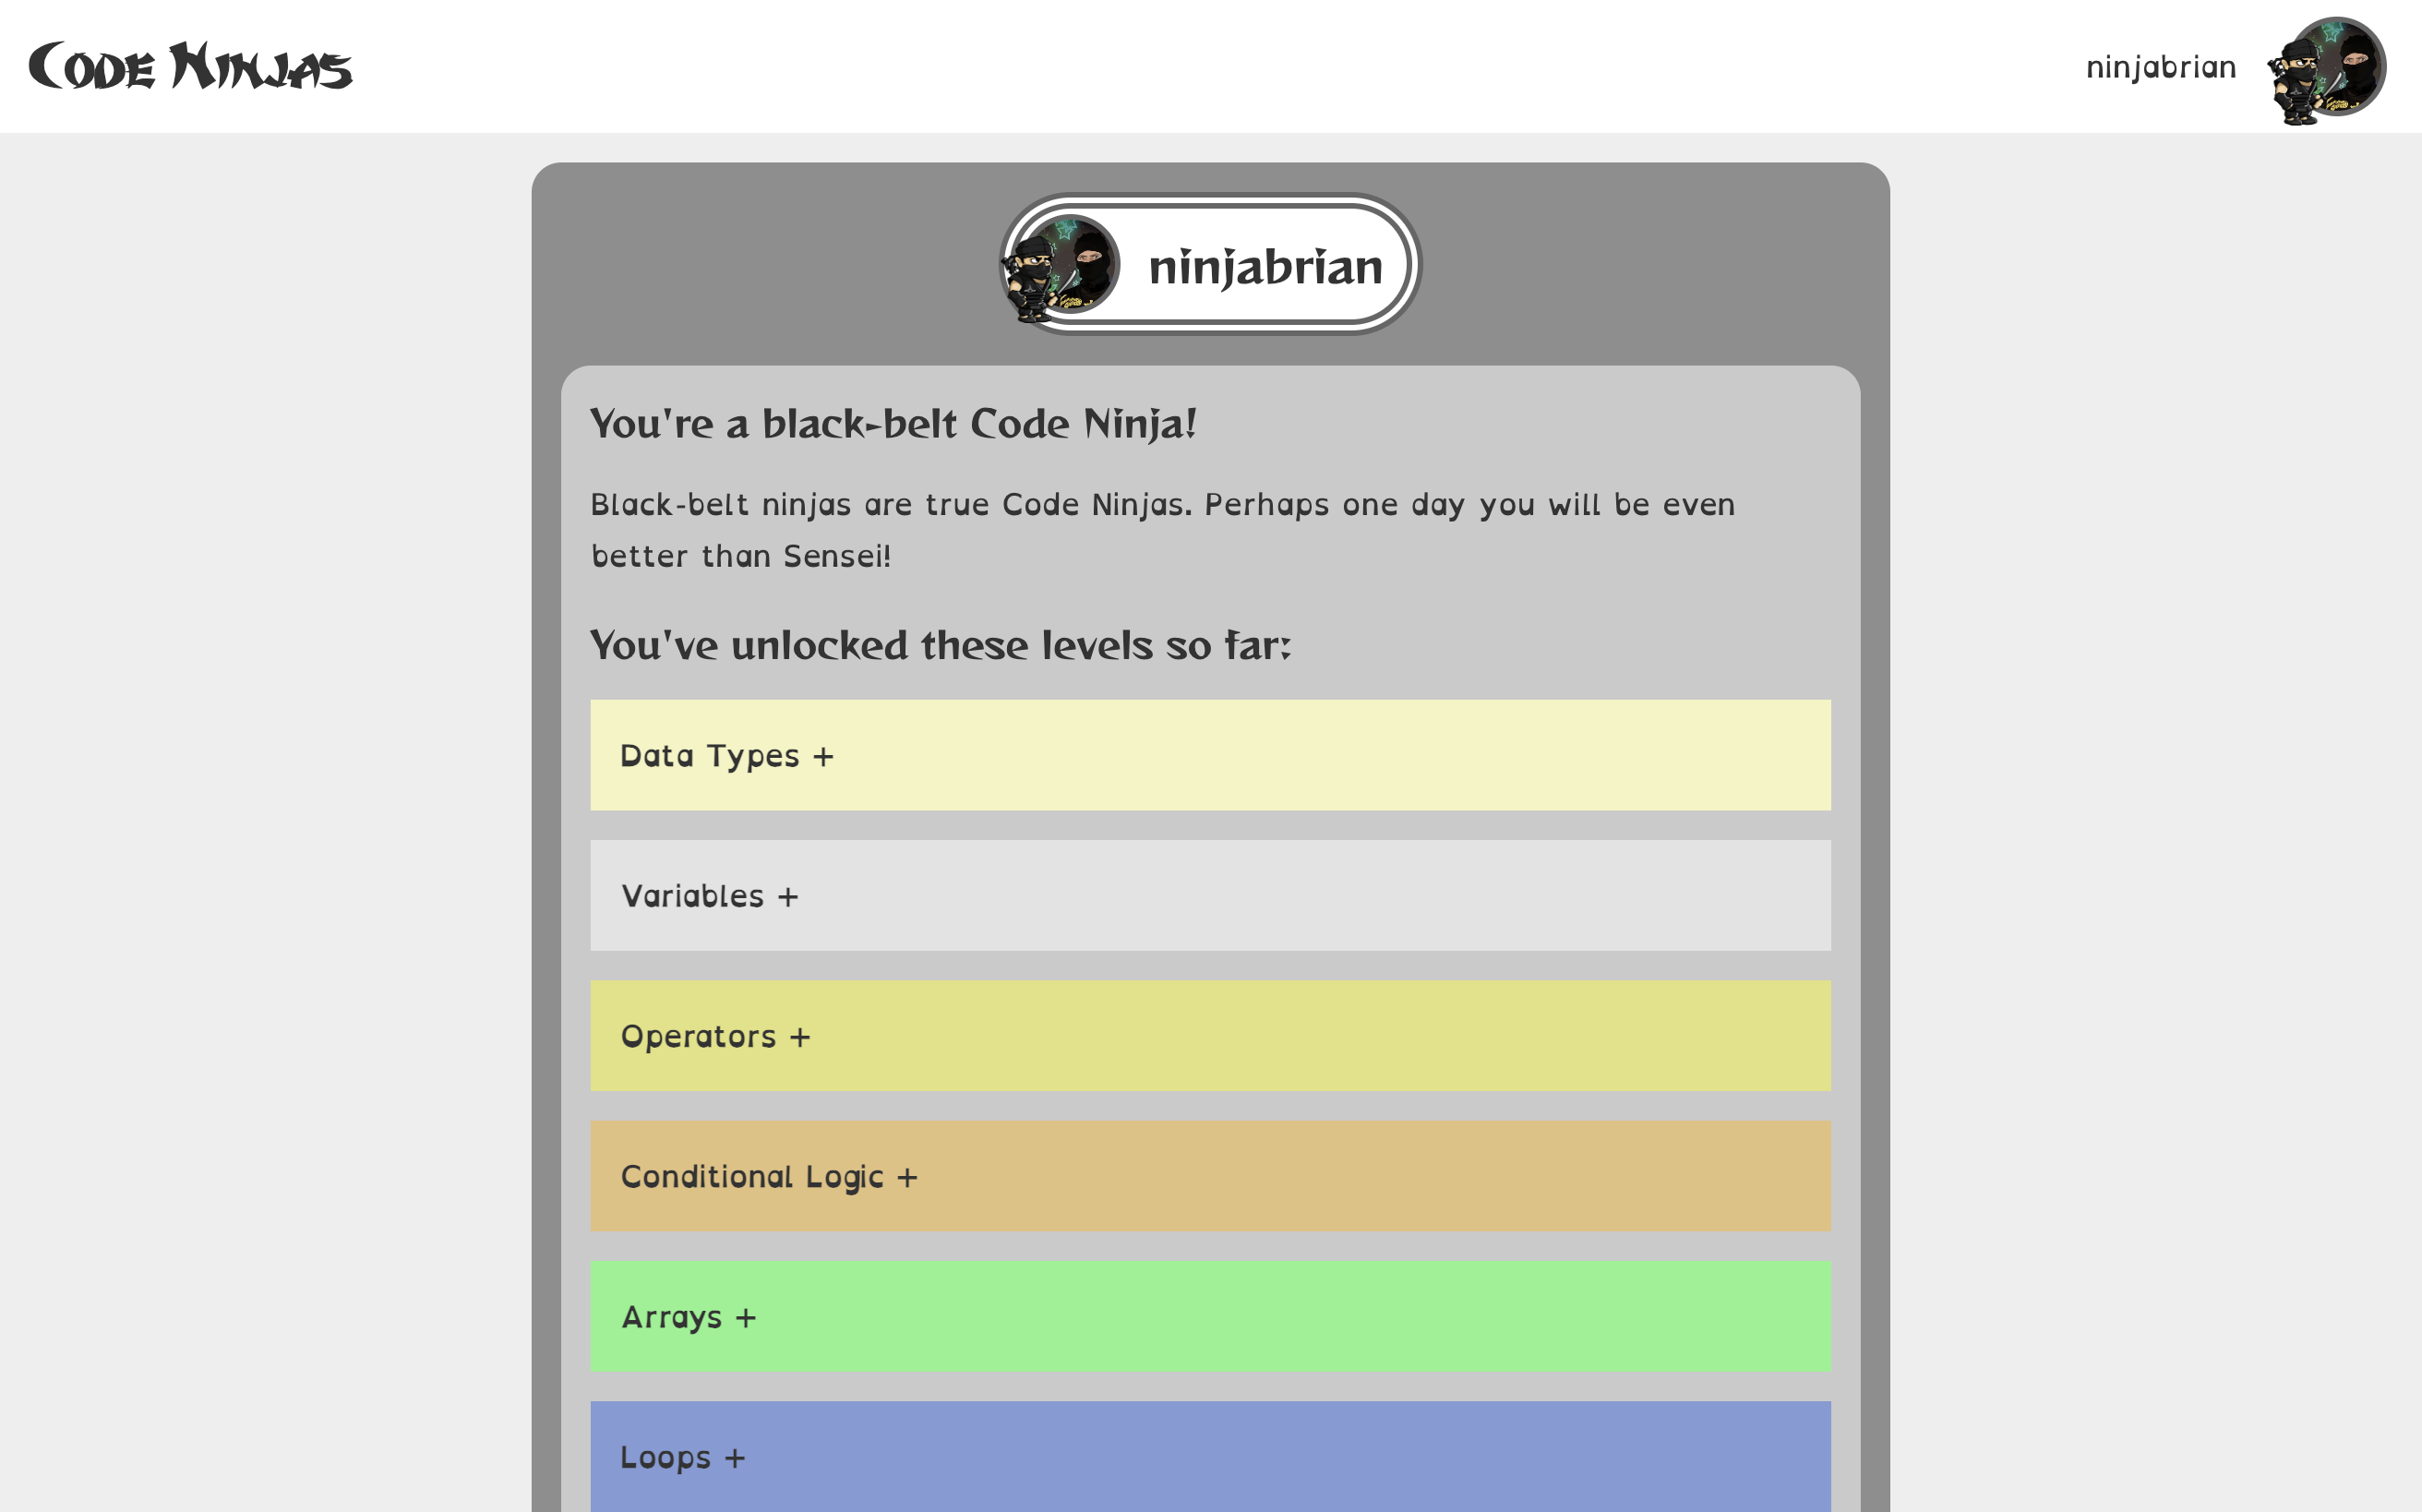 Code Ninjas
ninjabrian
ninjabrian
You're a black-belt Code Ninja!
Black-belt ninjas are true Code Ninjas. Perhaps one day you will be even
better than Sensei!
You've unlocked these levels so far:
Data Types +
Variables +
Operators +
Conditional Logic +
Arrays +
Loops +